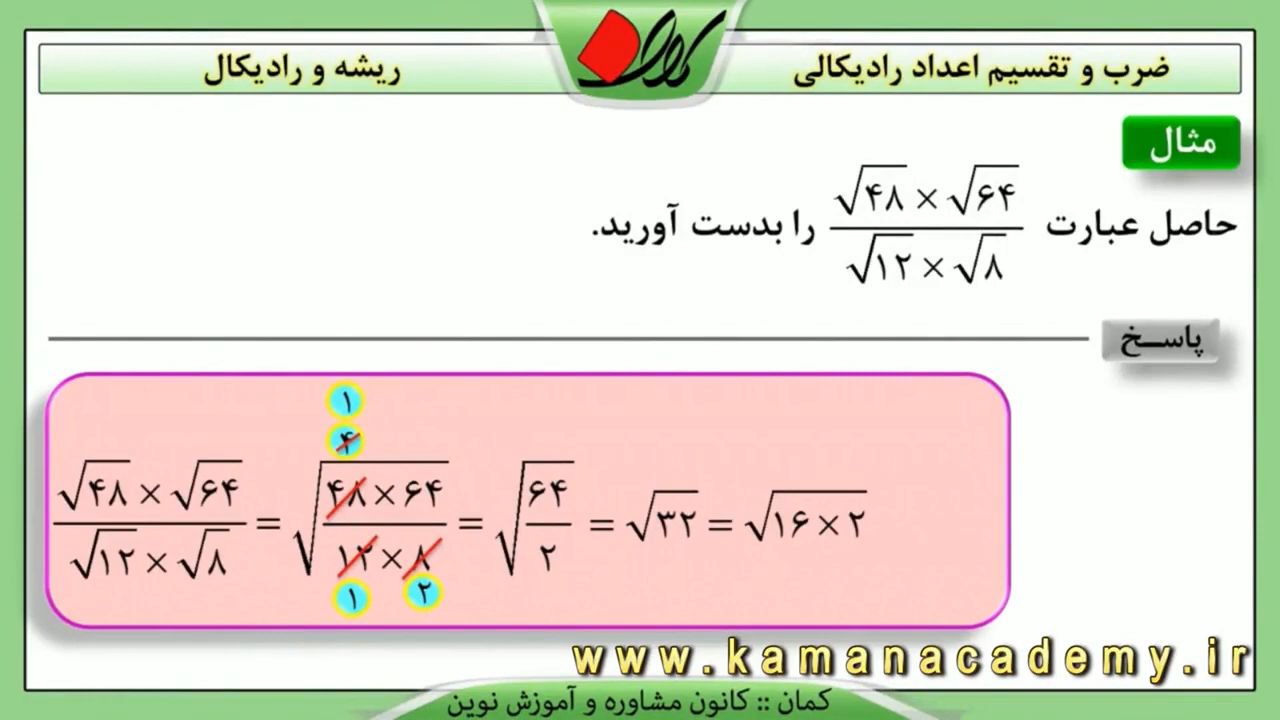 ضرب و تقسیم اعداد رادیکالی
کمان
ریشه و رادیکال
مثال
حاصل عبارت (√۴۸ × √۶۴) / (√۱۲ × √۸) را بدست آورید.
پاسـخ
۱
۴
(√۴۸ × √۶۴) / (√۱۲ × √۸) = √((۴۸ × ۶۴) / (۱۲ × ۸)) = √(۶۴ / ۲) = √۳۲ = √(۱۶ × ۲)
۱ ۲
www.kamanacademy.ir
کمان :: کانون مشاوره و آموزش نوین